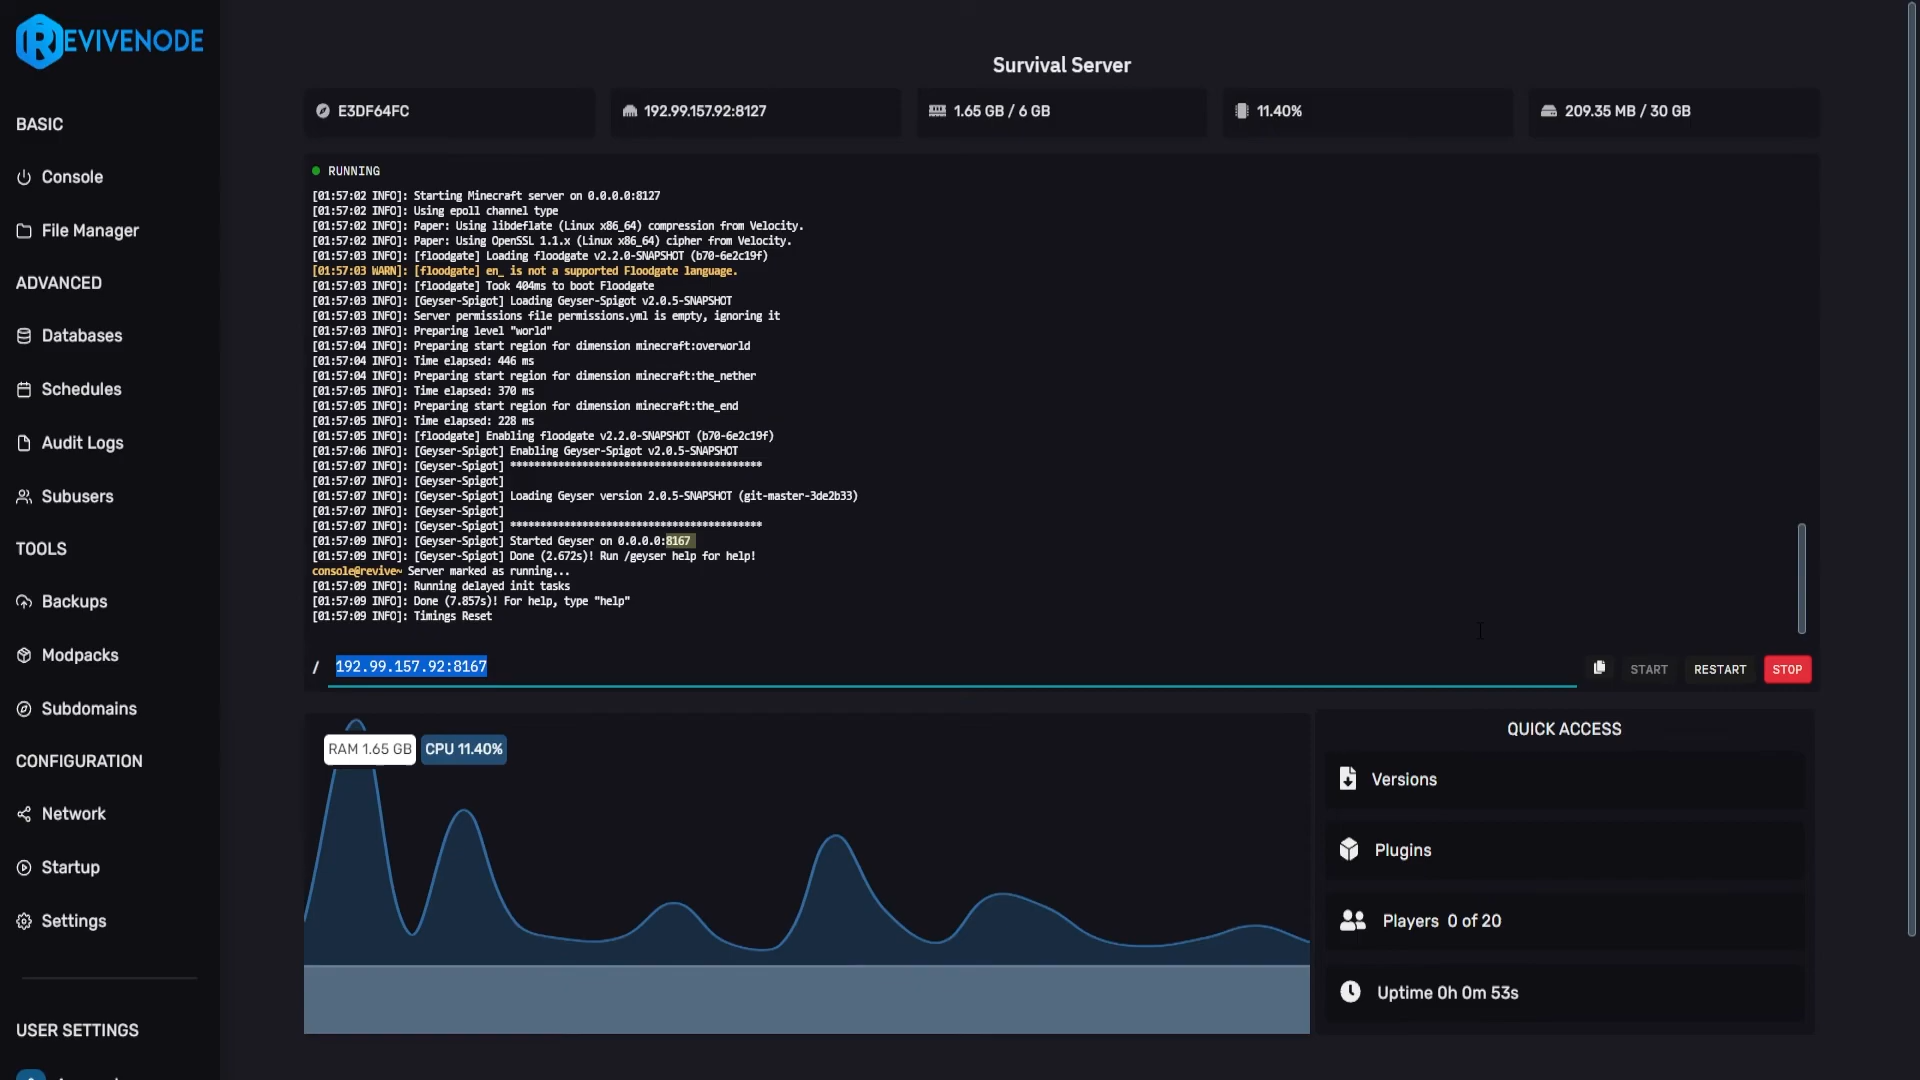 REVIVENODE
BASIC
Console
File Manager
ADVANCED
Databases
Schedules
Audit Logs
Subusers
TOOLS
Backups
Modpacks
Subdomains
CONFIGURATION
Network
Startup
Settings
USER SETTINGS
Survival Server
E3DF64FC
192.99.157.92:8127
1.65 GB / 6 GB
11.40%
209.35 MB / 30 GB
RUNNING
[01:57:02 INFO]: Starting Minecraft server on 0.0.0.0:8127
[01:57:02 INFO]: Using epoll channel type
[01:57:02 INFO]: Paper: Using libdeflate (Linux x86_64) compression from Velocity.
[01:57:02 INFO]: Paper: Using OpenSSL 1.1.x (Linux x86_64) cipher from Velocity.
[01:57:03 INFO]: [floodgate] Loading floodgate v2.2.0-SNAPSHOT (b70-6e2c19f)
[01:57:03 WARN]: [floodgate] en_ is not a supported Floodgate language.
[01:57:03 INFO]: [floodgate] Took 404ms to boot Floodgate
[01:57:03 INFO]: [Geyser-Spigot] Loading Geyser-Spigot v2.0.5-SNAPSHOT
[01:57:03 INFO]: Server permissions file permissions.yml is empty, ignoring it
[01:57:03 INFO]: Preparing level "world"
[01:57:04 INFO]: Preparing start region for dimension minecraft:overworld
[01:57:04 INFO]: Time elapsed: 446 ms
[01:57:04 INFO]: Preparing start region for dimension minecraft:the_nether
[01:57:05 INFO]: Time elapsed: 370 ms
[01:57:05 INFO]: Preparing start region for dimension minecraft:the_end
[01:57:05 INFO]: Time elapsed: 228 ms
[01:57:05 INFO]: [floodgate] Enabling floodgate v2.2.0-SNAPSHOT (b70-6e2c19f)
[01:57:06 INFO]: [Geyser-Spigot] Enabling Geyser-Spigot v2.0.5-SNAPSHOT
[01:57:07 INFO]: [Geyser-Spigot] ******************************************
[01:57:07 INFO]: [Geyser-Spigot]
[01:57:07 INFO]: [Geyser-Spigot] Loading Geyser version 2.0.5-SNAPSHOT (git-master-3de2b33)
[01:57:07 INFO]: [Geyser-Spigot]
[01:57:07 INFO]: [Geyser-Spigot] ******************************************
[01:57:09 INFO]: [Geyser-Spigot] Started Geyser on 0.0.0.0:8167
[01:57:09 INFO]: [Geyser-Spigot] Done (2.672s)! Run /geyser help for help!
console@revive~ Server marked as running...
[01:57:09 INFO]: Running delayed init tasks
[01:57:09 INFO]: Done (7.857s)! For help, type "help"
[01:57:09 INFO]: Timings Reset
/ 192.99.157.92:8167
START
RESTART
STOP
RAM 1.65 GB
CPU 11.40%
QUICK ACCESS
Versions
Plugins
Players 0 of 20
Uptime 0h 0m 53s